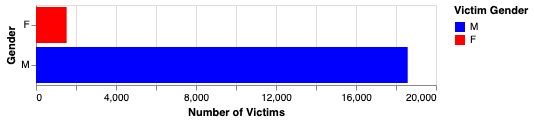 Victim Gender
M
F
Gender
F
M
0 4,000 8,000 12,000 16,000 20,000
Number of Victims